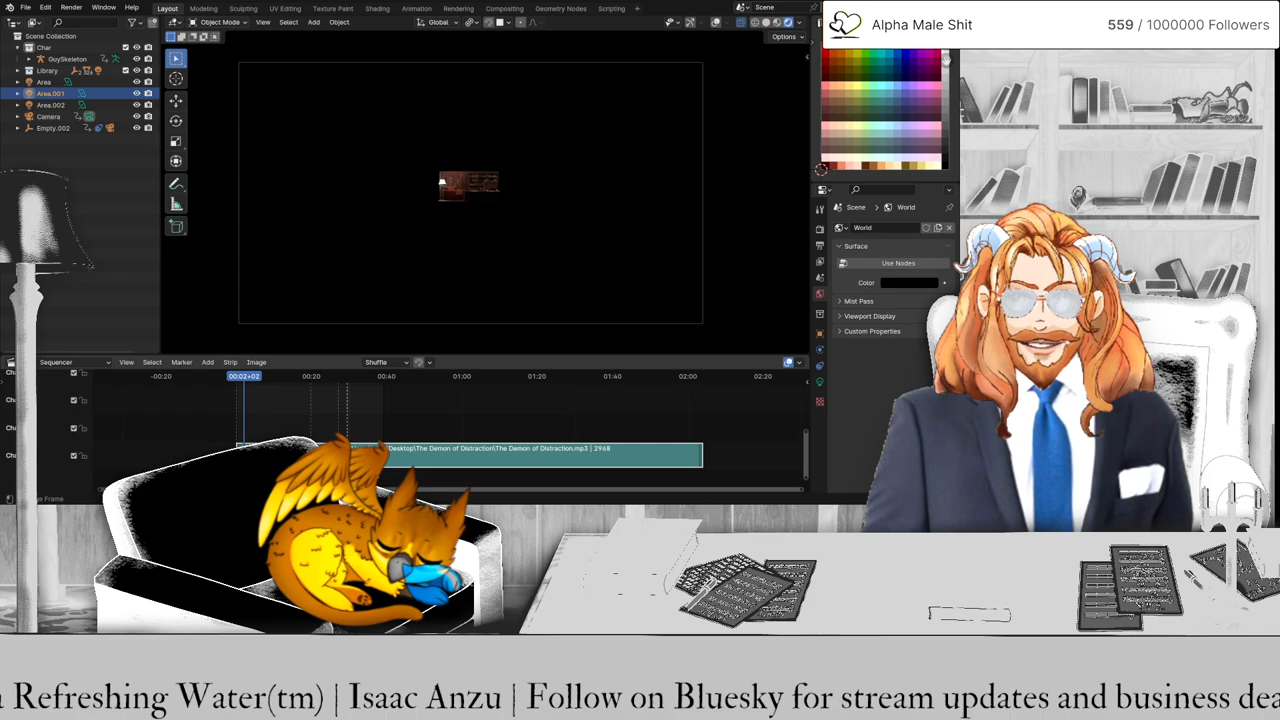 File Edit Render Window Help Layout Modeling Sculpting UV Editing Texture Paint Shading Animation Rendering Compositing Geometry Nodes Scripting Scene
Object Mode View Select Add Object Global
Options
Alpha Male Shit 559 / 1000000 Followers
Scene Collection
Char
GuySkeleton
Library
Area
Area.001
Area.002
Camera
Empty.002
Scene World
World
Surface
Use Nodes
Color
Mist Pass
Viewport Display
Custom Properties
Sequencer View Select Marker Add Strip Image Shuffle
-00:20 00:02+02 00:20 00:40 01:00 01:20 01:40 02:00 02:20
Desktop\The Demon of Distraction\The Demon of Distraction.mp3 | 2968
Frame
Refreshing Water(tm) | Isaac Anzu | Follow on Bluesky for stream updates and business dea